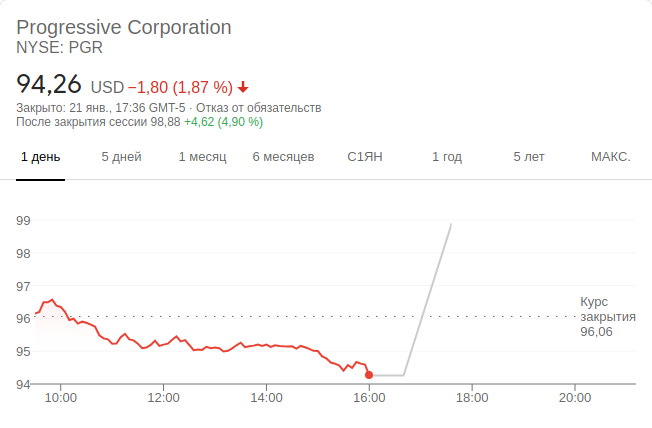 Progressive Corporation
NYSE: PGR
94,26 USD −1,80 (1,87 %)
Закрыто: 21 янв., 17:36 GMT-5 · Отказ от обязательств
После закрытия сессии 98,88 +4,62 (4,90 %)
1 день 5 дней 1 месяц 6 месяцев С1ЯН 1 год 5 лет МАКС.
99
98
97
96
95
94
Курс
закрытия
96,06
10:00 12:00 14:00 16:00 18:00 20:00